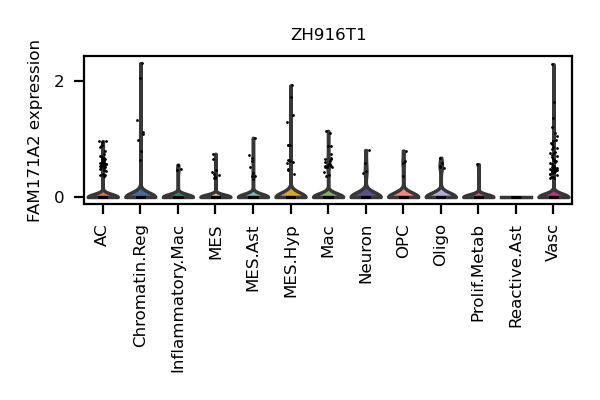 ZH916T1
FAM171A2 expression
2
0
AC
Chromatin.Reg
Inflammatory.Mac
MES
MES.Ast
MES.Hyp
Mac
Neuron
OPC
Oligo
Prolif.Metab
Reactive.Ast
Vasc